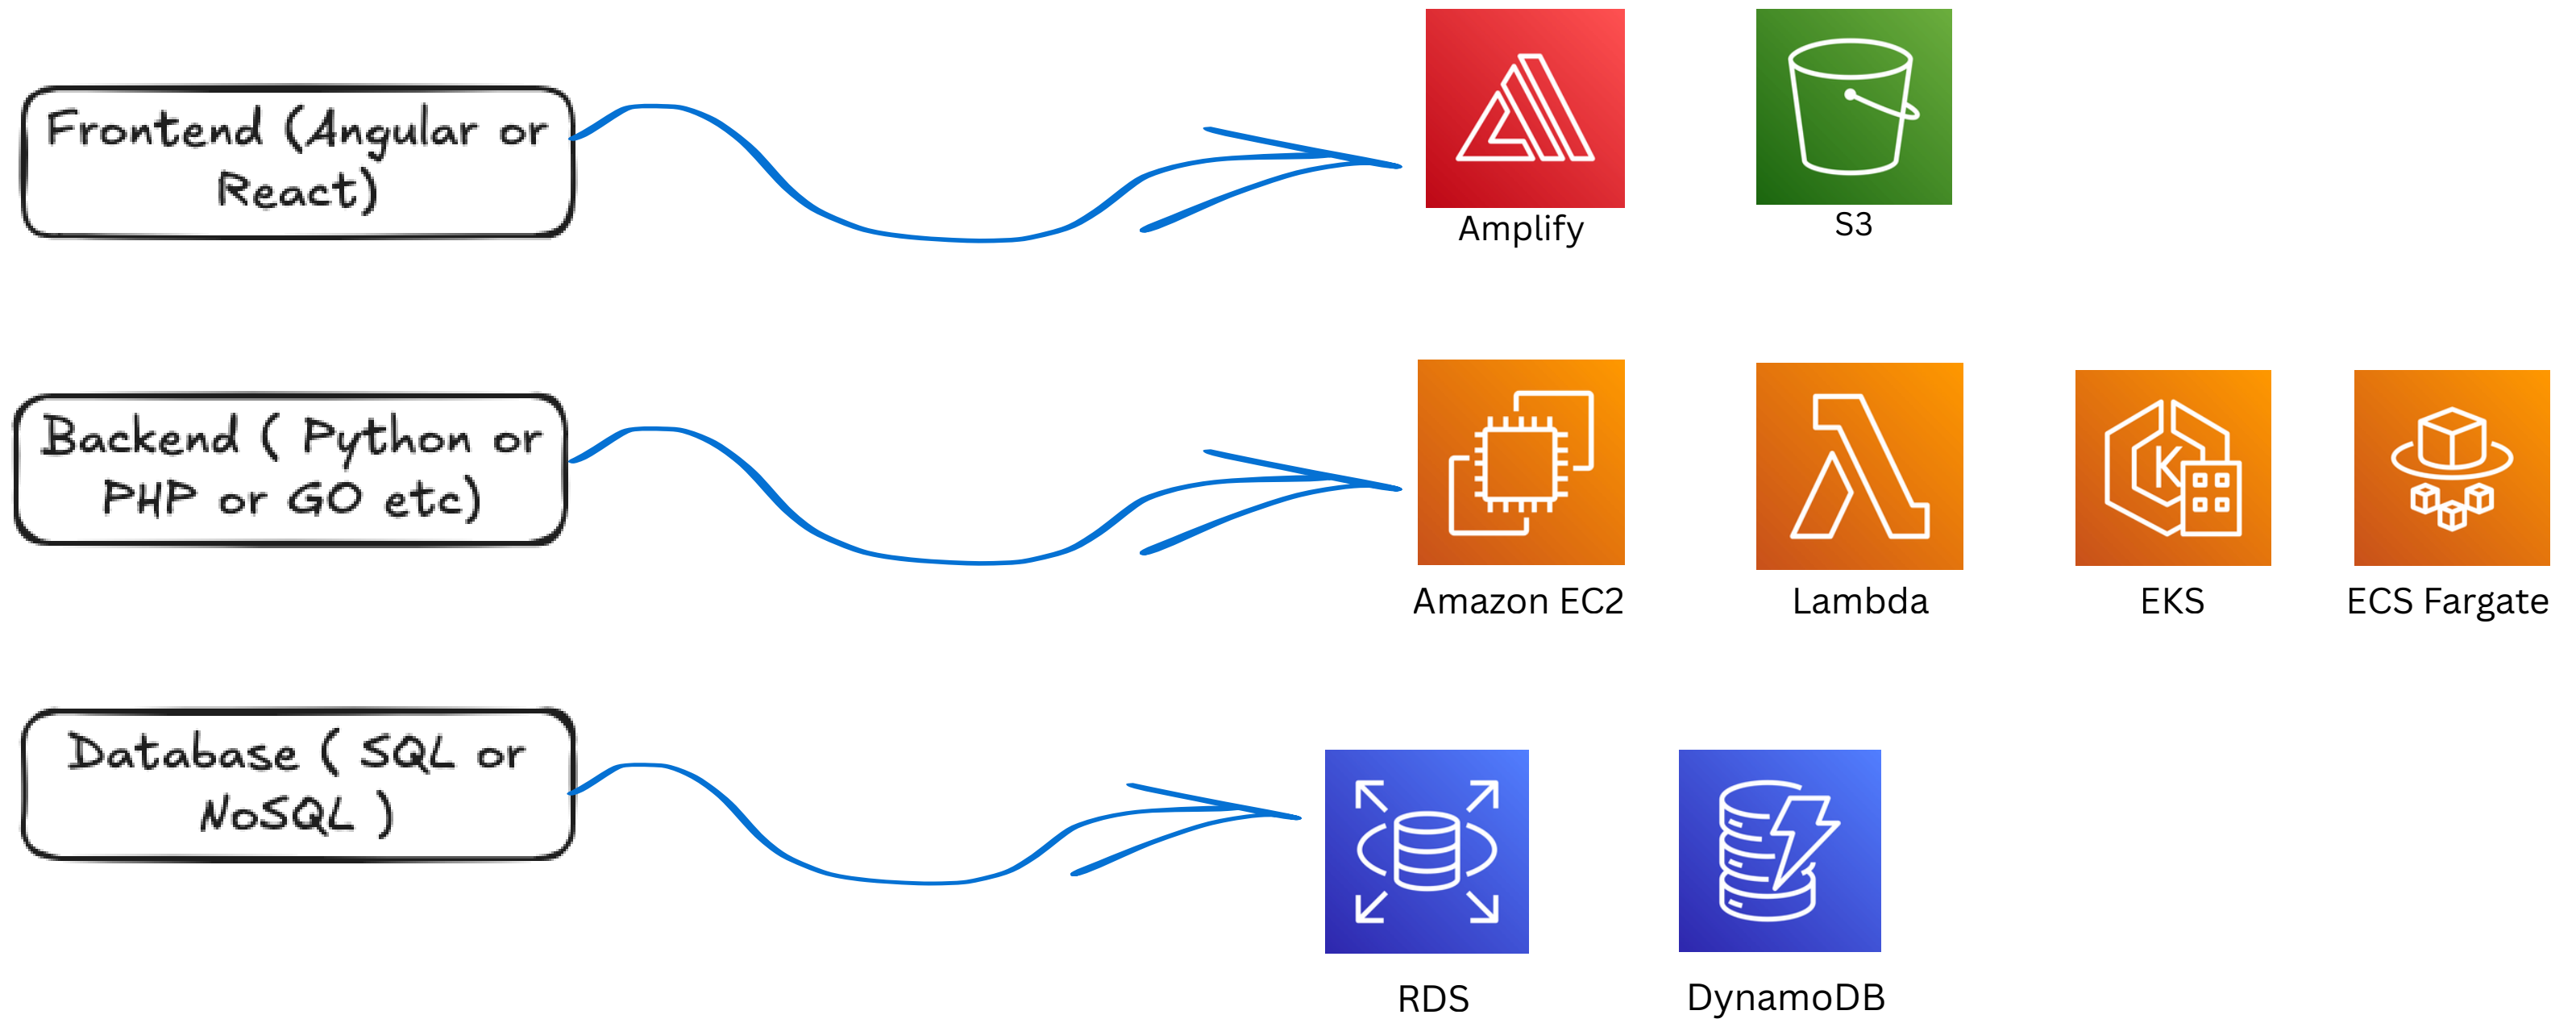 Frontend (Angular or
React)
Amplify
S3
Backend ( Python or
PHP or GO etc)
Amazon EC2
Lambda
EKS
ECS Fargate
Database ( SQL or
NoSQL )
RDS
DynamoDB